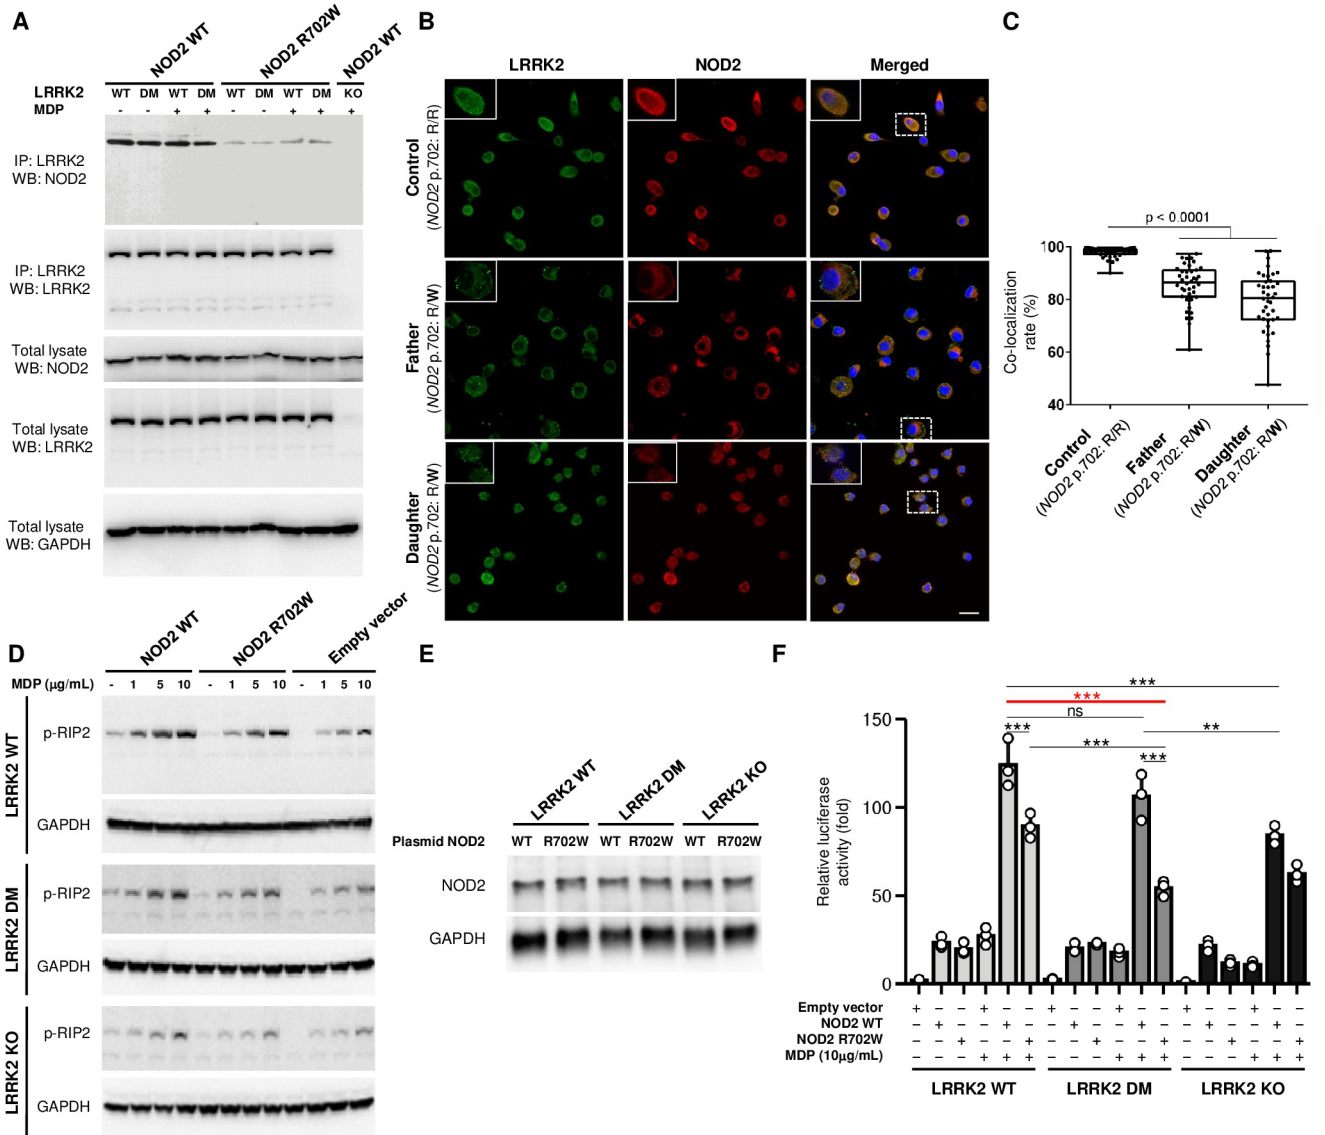 A
NOD2 WT
NOD2 R702W
NOD2 WT
LRRK2 WT DM WT DM WT DM WT DM KO
MDP - - + + - - + + +
IP: LRRK2
WB: NOD2
IP: LRRK2
WB: LRRK2
Total lysate
WB: NOD2
Total lysate
WB: LRRK2
Total lysate
WB: GAPDH
B
LRRK2 NOD2 Merged
Control
(NOD2 p.702: R/R)
Father
(NOD2 p.702: R/W)
Daughter
(NOD2 p.702: R/W)
C
p < 0.0001
Co-localization
rate (%)
100
80
60
40
Control
(NOD2 p.702: R/R)
Father
(NOD2 p.702: R/W)
Daughter
(NOD2 p.702: R/W)
D
NOD2 WT
NOD2 R702W
Empty vector
MDP (μg/mL) - 1 5 10 - 1 5 10 - 1 5 10
LRRK2 WT
p-RIP2
GAPDH
LRRK2 DM
p-RIP2
GAPDH
LRRK2 KO
p-RIP2
GAPDH
E
LRRK2 WT
LRRK2 DM
LRRK2 KO
Plasmid NOD2 WT R702W WT R702W WT R702W
NOD2
GAPDH
F
***
***
ns
*** **
***
***
Relative luciferase
activity (fold)
150
100
50
0
Empty vector + − − + − − + − − + − − + − − + − −
NOD2 WT − + − − + − − + − − + − − + − − + −
NOD2 R702W − − + − − + − − + − − + − − + − − +
MDP (10μg/mL) − − − + + + − − − + + + − − − + + +
LRRK2 WT LRRK2 DM LRRK2 KO